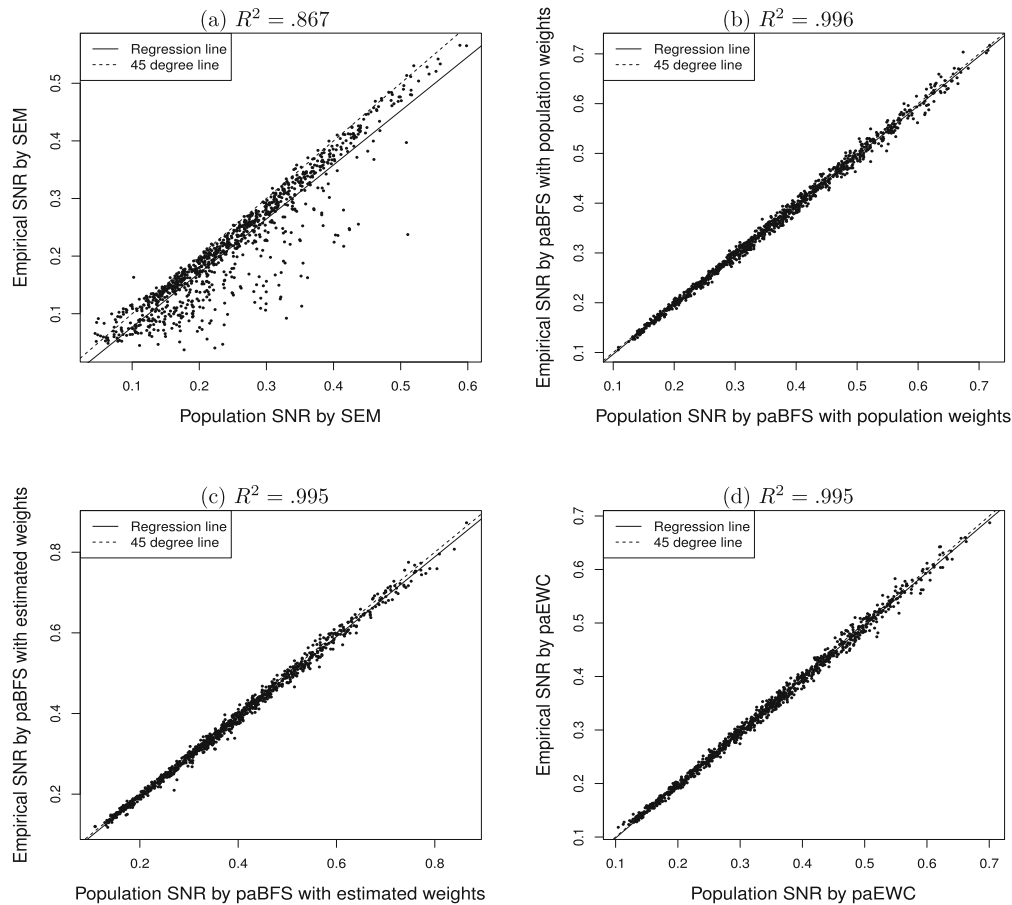 (a) R² = .867
Regression line
45 degree line
Empirical SNR by SEM
0.5
0.4
0.3
0.2
0.1
0.1 0.2 0.3 0.4 0.5 0.6
Population SNR by SEM
(b) R² = .996
Regression line
45 degree line
Empirical SNR by paBFS with population weights
0.7
0.6
0.5
0.4
0.3
0.2
0.1
0.1 0.2 0.3 0.4 0.5 0.6 0.7
Population SNR by paBFS with population weights
(c) R² = .995
Regression line
45 degree line
Empirical SNR by paBFS with estimated weights
0.8
0.6
0.4
0.2
0.2 0.4 0.6 0.8
Population SNR by paBFS with estimated weights
(d) R² = .995
Regression line
45 degree line
Empirical SNR by paEWC
0.7
0.6
0.5
0.4
0.3
0.2
0.1
0.1 0.2 0.3 0.4 0.5 0.6 0.7
Population SNR by paEWC